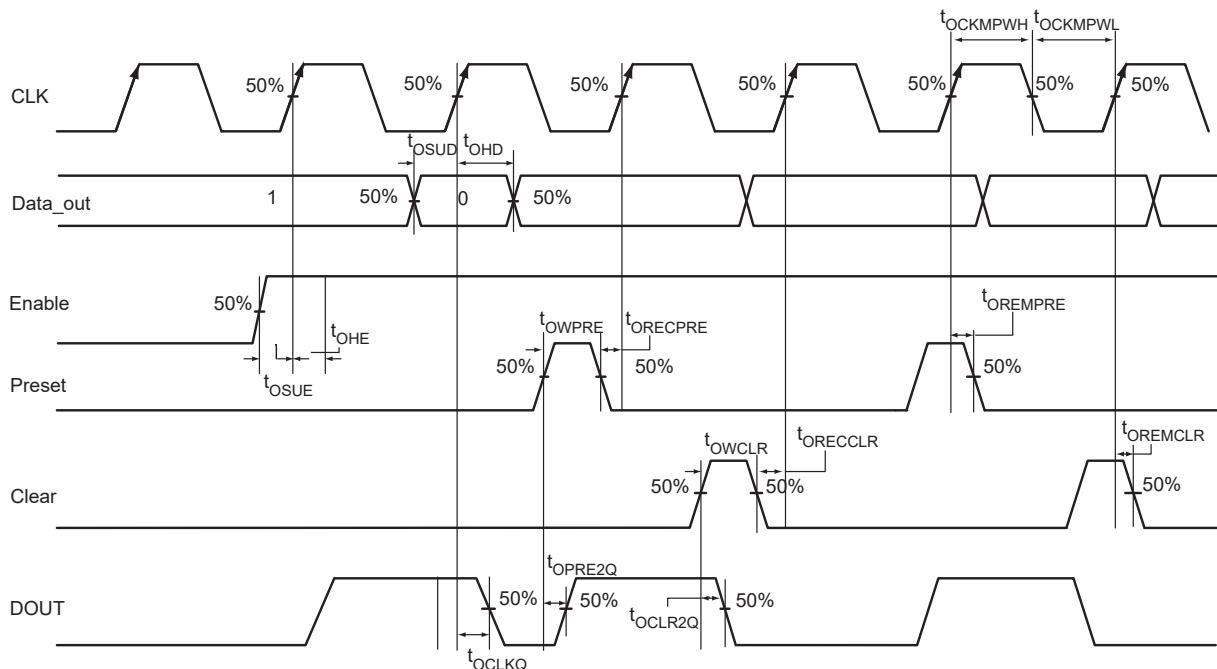 tOCKMPWH tOCKMPWL
CLK
50% 50% 50% 50% 50% 50% 50%
tOSUD tOHD
Data_out
1 50% 0 50%
Enable
50%
tOHE
tOSUE
tOWPRE tORECPRE tOREMPRE
Preset
50% 50% 50%
tOWCLR tORECCLR tOREMCLR
Clear
50% 50% 50%
DOUT
tOPRE2Q
50% 50% 50%
tOCLR2Q
tOCLKQ